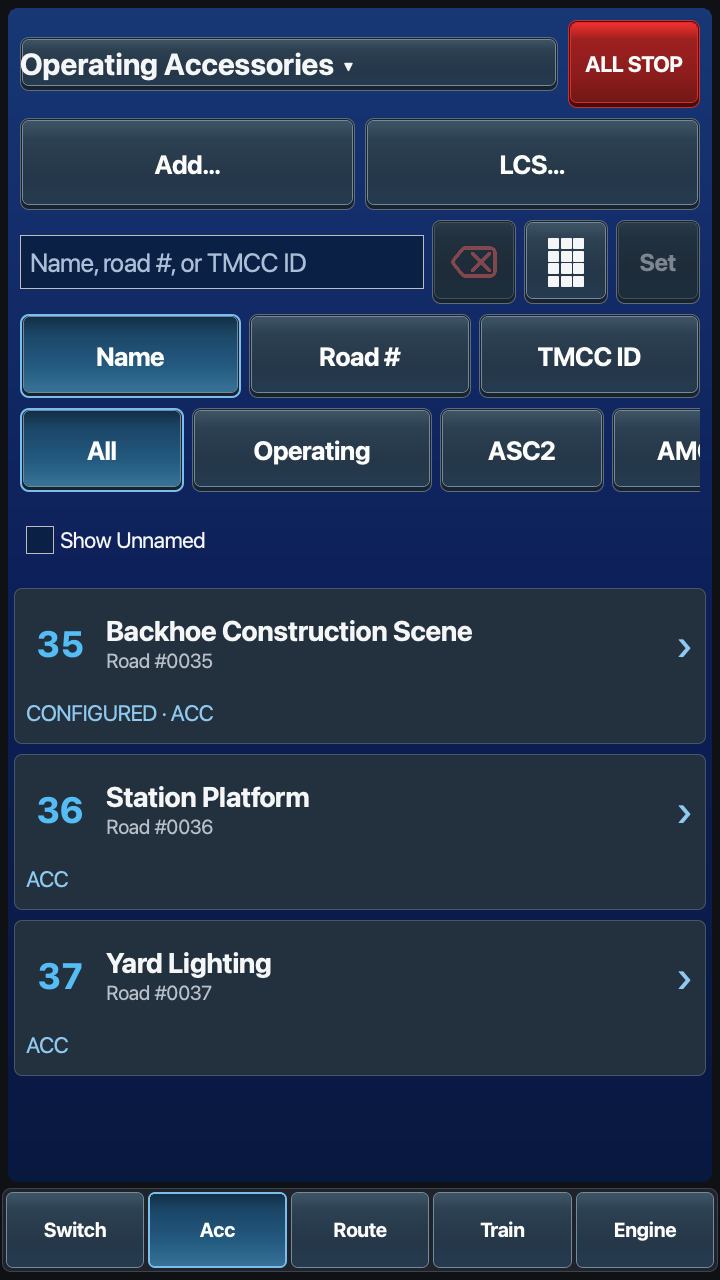 Operating Accessories ▾
ALL STOP
Add... LCS...
Name, road #, or TMCC ID
Set
Name Road # TMCC ID
All Operating ASC2
Show Unnamed
35 Backhoe Construction Scene
Road #0035
CONFIGURED · ACC
36 Station Platform
Road #0036
ACC
37 Yard Lighting
Road #0037
ACC
Switch Acc Route Train Engine